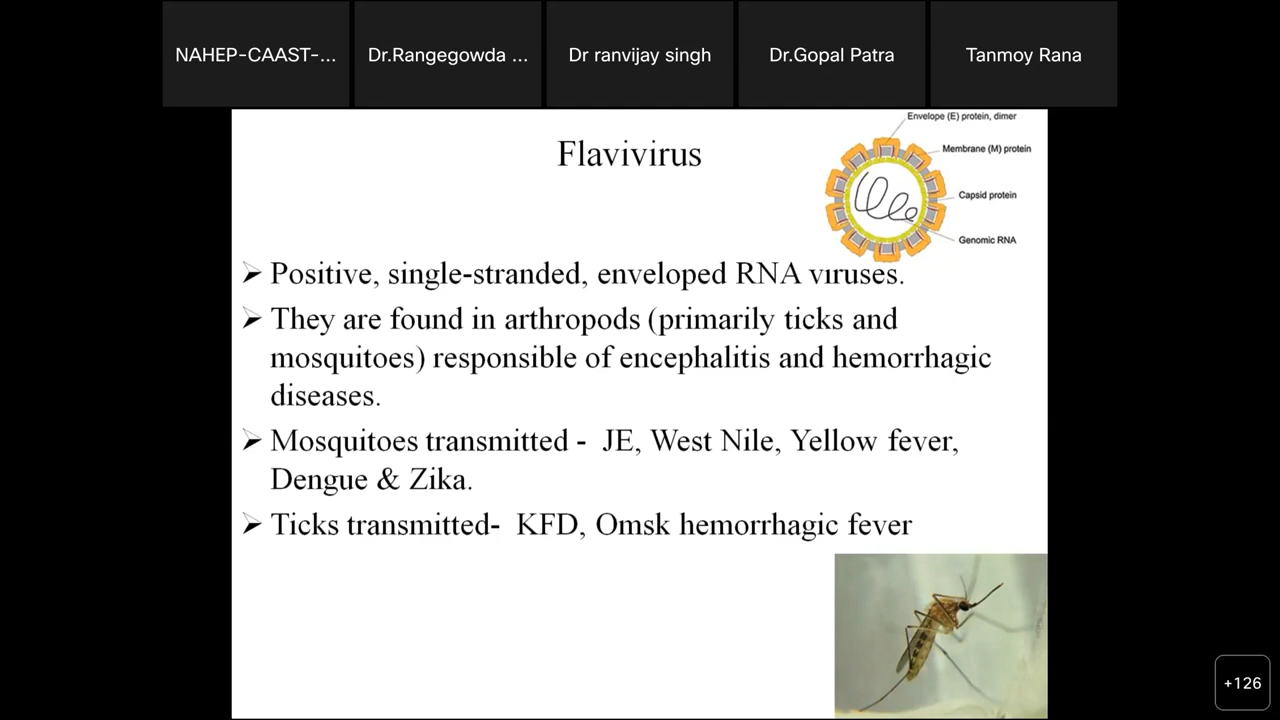 NAHEP-CAAST-...
Dr.Rangegowda ...
Dr ranvijay singh
Dr.Gopal Patra
Tanmoy Rana
Flavivirus
Envelope (E) protein, dimer
Membrane (M) protein
Capsid protein
Genomic RNA
➢ Positive, single-stranded, enveloped RNA viruses.
➢ They are found in arthropods (primarily ticks and
mosquitoes) responsible of encephalitis and hemorrhagic
diseases.
➢ Mosquitoes transmitted - JE, West Nile, Yellow fever,
Dengue & Zika.
➢ Ticks transmitted- KFD, Omsk hemorrhagic fever
+126